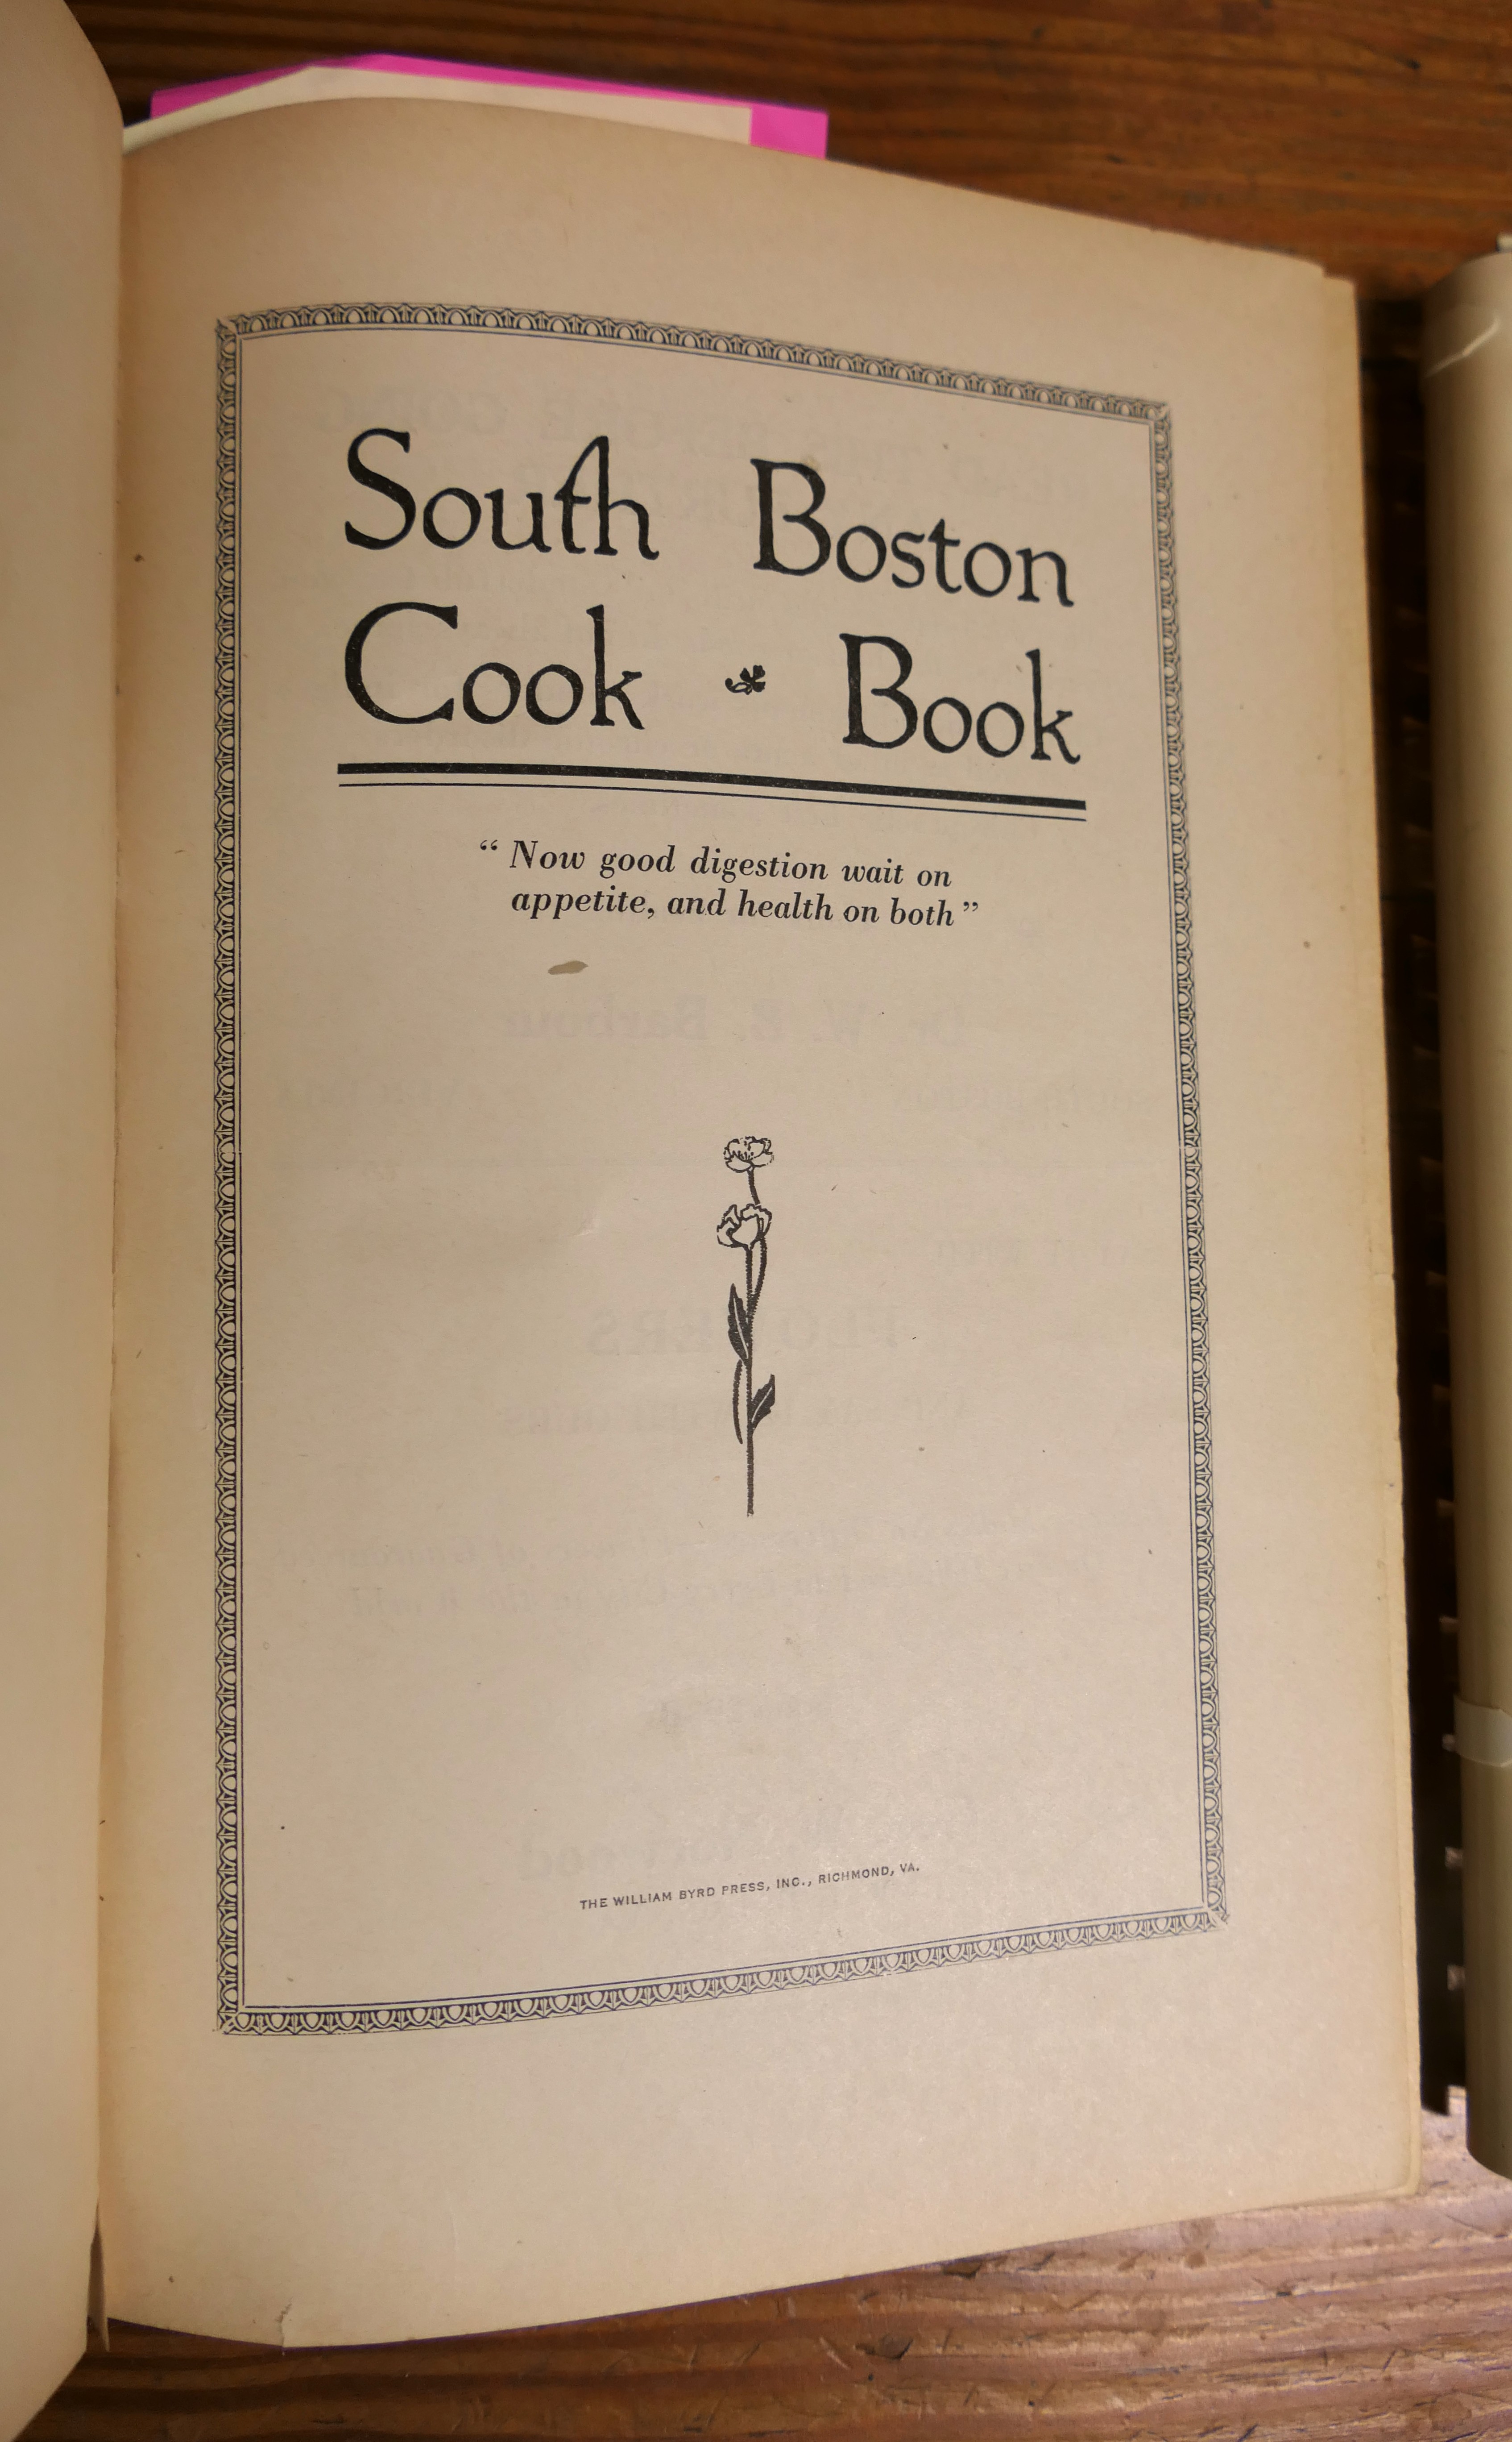 South Boston
Cook Book
“ Now good digestion wait on
appetite, and health on both ”
THE WILLIAM BYRD PRESS, INC., RICHMOND, VA.